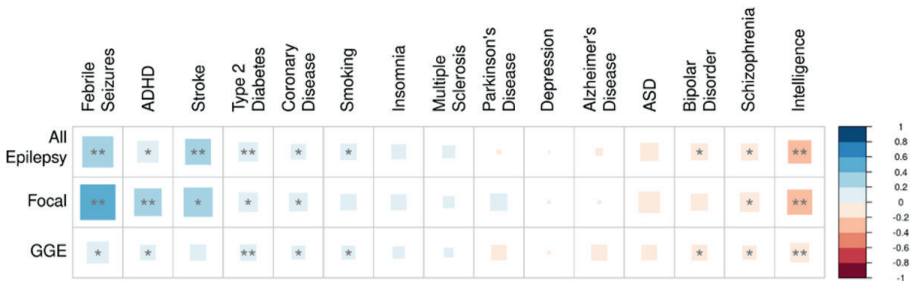 Febrile
Seizures
ADHD
Stroke
Type 2
Diabetes
Coronary
Disease
Smoking
Insomnia
Multiple
Sclerosis
Parkinson's
Disease
Depression
Alzheimer's
Disease
ASD
Bipolar
Disorder
Schizophrenia
Intelligence
All
Epilepsy
** * ** ** * * * * **
Focal
** ** * * * * **
GGE
* * ** * * * * **
1
0.8
0.6
0.4
0.2
0
-0.2
-0.4
-0.6
-0.8
-1